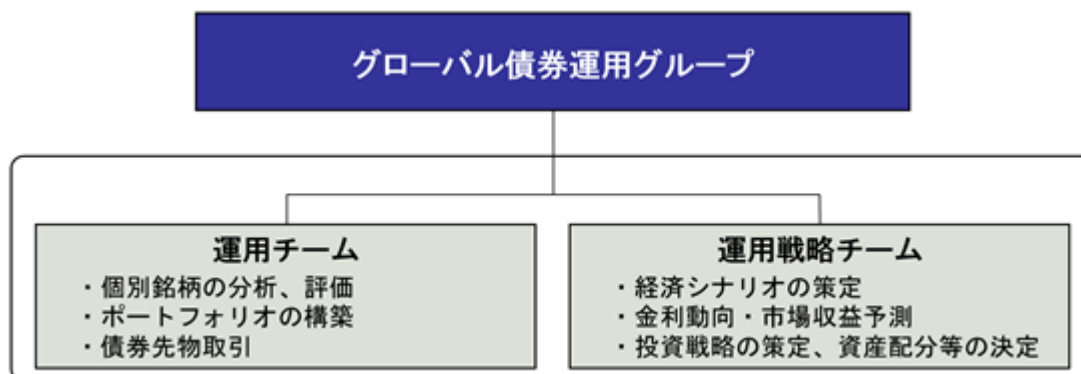 グローバル債券運用グループ
運用チーム
・個別銘柄の分析、評価
・ポートフォリオの構築
・債券先物取引
運用戦略チーム
・経済シナリオの策定
・金利動向・市場収益予測
・投資戦略の策定、資産配分等の決定